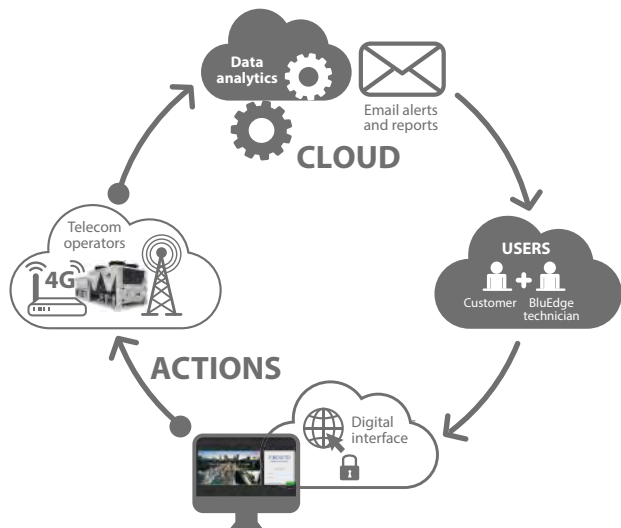 Data
analytics
Email alerts
and reports
CLOUD
Telecom
operators
4G
USERS
Customer
BluEdge
technician
ACTIONS
Digital
interface